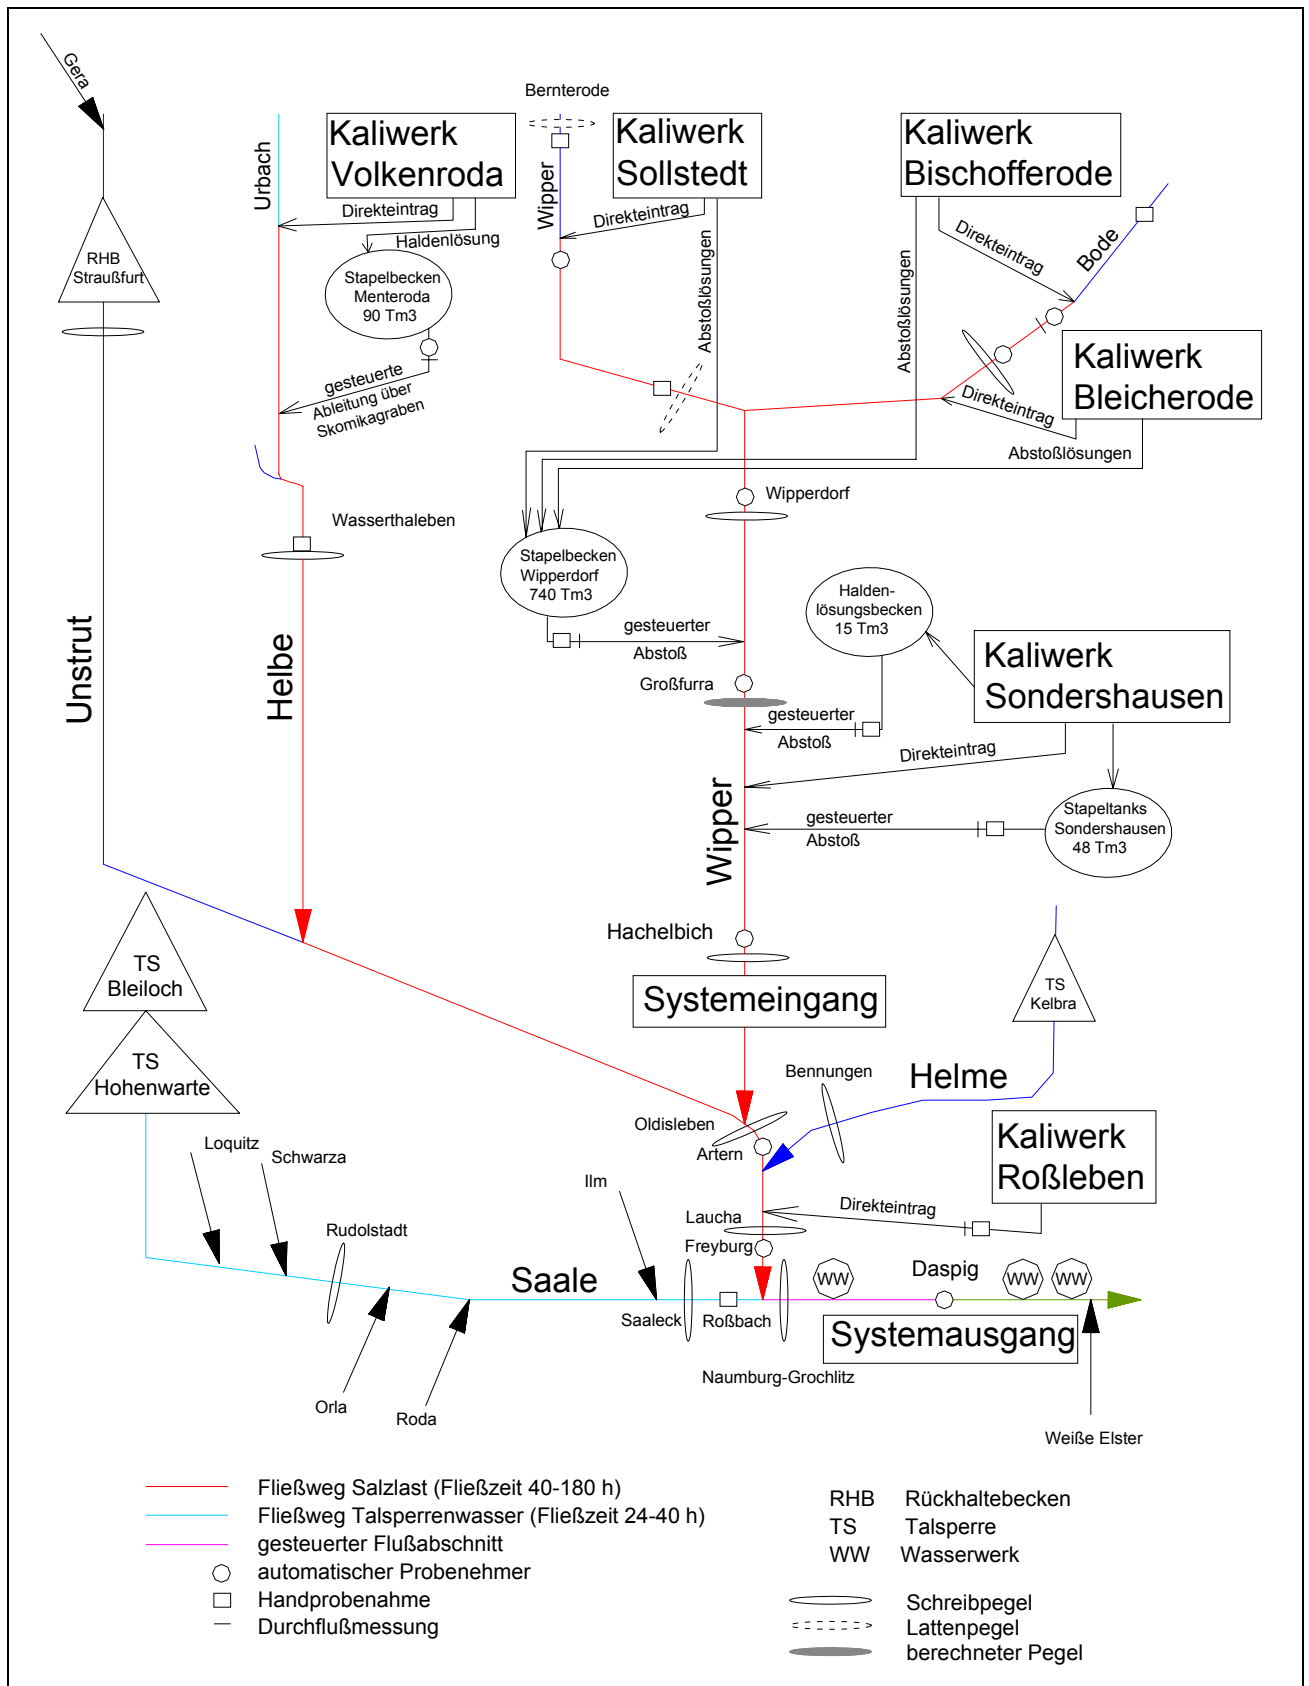 Gera
Bernterode
Kaliwerk
Volkenroda
Kaliwerk
Sollstedt
Kaliwerk
Bischofferode
Urbach
Wipper
Direkteintrag
Haldenlösung
Direkteintrag
Direkteintrag
Bode
RHB
Straußfurt
Stapelbecken
Menteroda
90 Tm3
Abstoßlösungen
Abstoßlösungen
Kaliwerk
Bleicherode
gesteuerte
Ableitung über
Skomikagraben
Direkteintrag
Abstoßlösungen
Wipperdorf
Wasserthaleben
Stapelbecken
Wipperdorf
740 Tm3
Halden-
lösungsbecken
15 Tm3
gesteuerter
Abstoß
Kaliwerk
Sondershausen
Unstrut
Helbe
Großfurra
gesteuerter
Abstoß
Direkteintrag
Wipper
gesteuerter
Abstoß
Stapeltanks
Sondershausen
48 Tm3
Hachelbich
TS
Bleiloch
Systemeingang
TS
Kelbra
TS
Hohenwarte
Bennungen
Helme
Oldisleben
Artern
Kaliwerk
Roßleben
Loquitz
Schwarza
Ilm
Direkteintrag
Rudolstadt
Laucha
Freyburg
Saale
WW
Daspig
WW
WW
Saaleck
Roßbach
Systemausgang
Naumburg-Grochlitz
Orla
Roda
Weiße Elster
Fließweg Salzlast (Fließzeit 40-180 h)
Fließweg Talsperrenwasser (Fließzeit 24-40 h)
gesteuerter Flußabschnitt
automatischer Probenehmer
Handprobenahme
Durchflußmessung
RHB Rückhaltebecken
TS Talsperre
WW Wasserwerk
Schreibpegel
Lattenpegel
berechneter Pegel